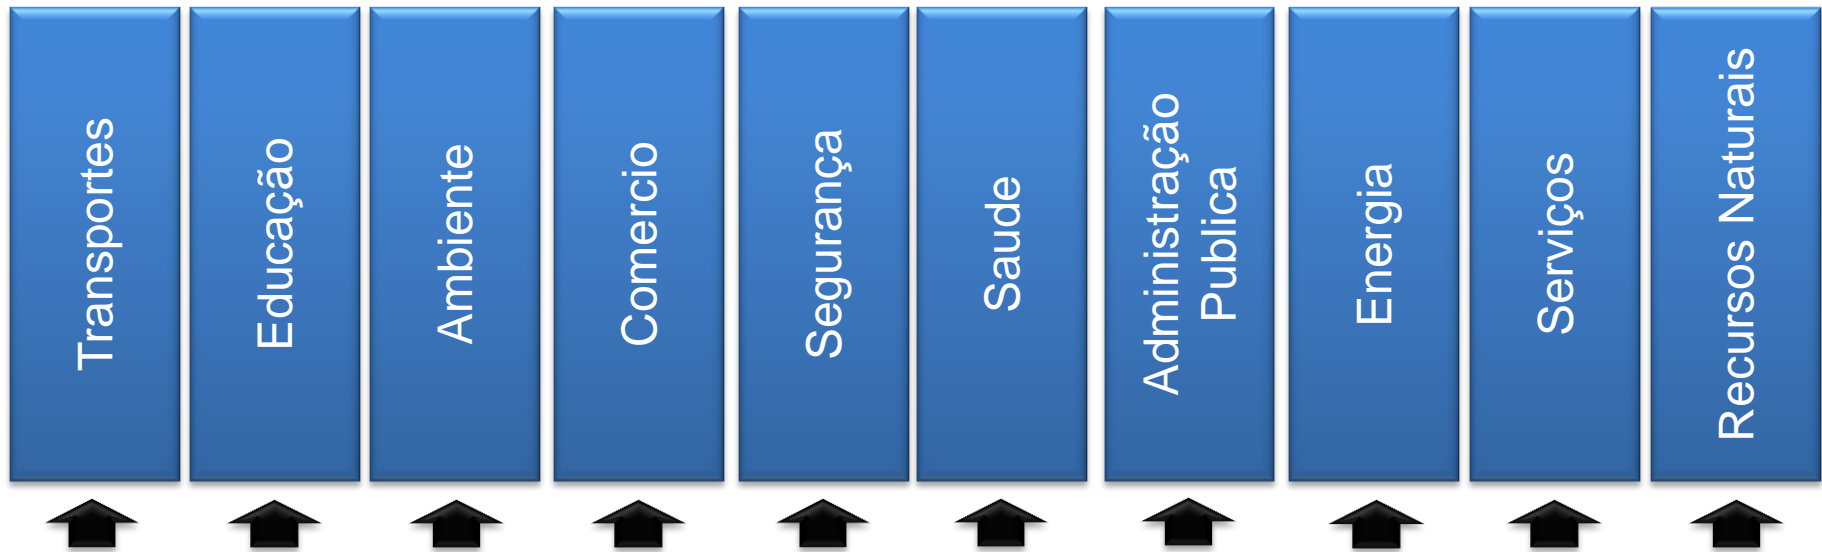 Transportes
Educação
Ambiente
Comercio
Segurança
Saude
Administração
Publica
Energia
Serviços
Recursos Naturais